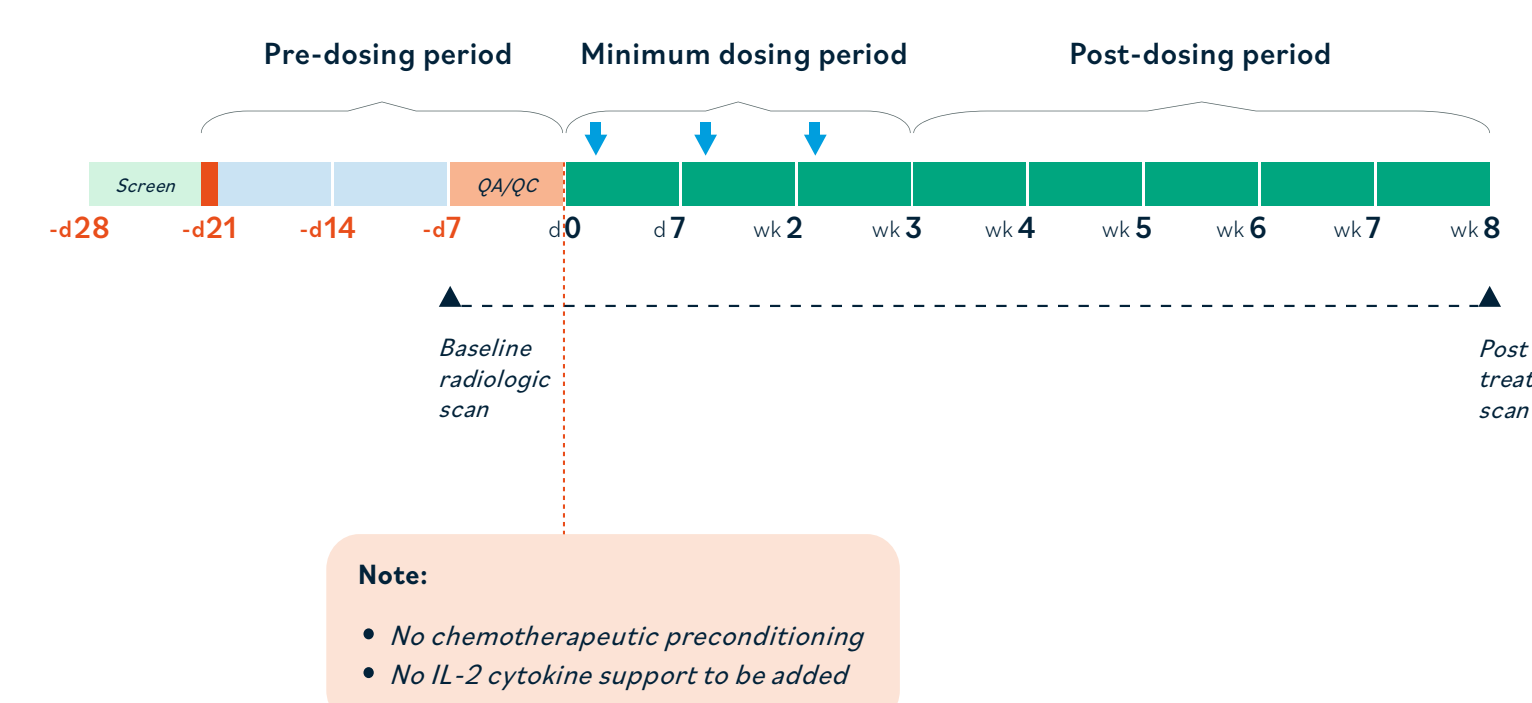 Pre-dosing period
Minimum dosing period
Post-dosing period
Screen
QA/QC
-d28
-d21
-d14
-d7
d0
d7
wk 2
wk 3
wk 4
wk 5
wk 6
wk 7
wk 8
Baseline
radiologic
scan
Post
treat
scan
Note:
• No chemotherapeutic preconditioning
• No IL-2 cytokine support to be added